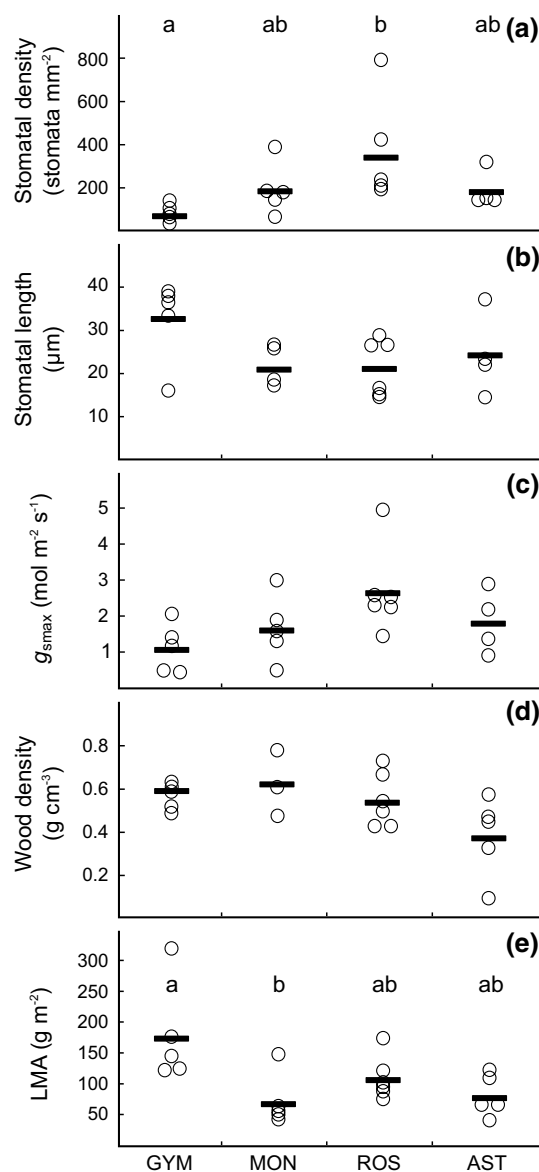 a ab b ab (a)
Stomatal density
(stomata mm⁻²)
800
600
400
200
(b)
Stomatal length
(µm)
40
30
20
10
(c)
gsmax (mol m⁻² s⁻¹)
5
4
3
2
1
(d)
Wood density
(g cm⁻³)
0.8
0.6
0.4
0.2
(e)
LMA (g m⁻²)
300
250
200
150
100
50
a b ab ab
GYM MON ROS AST